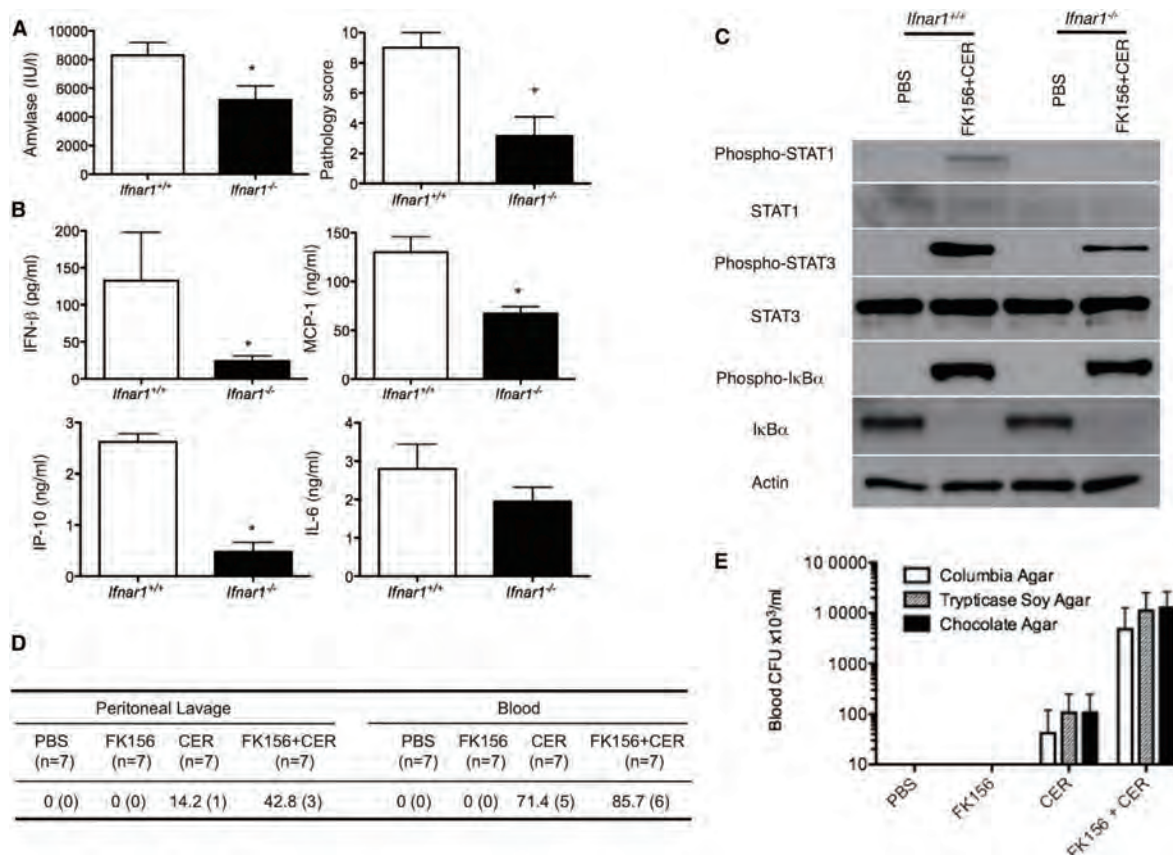 A
Amylase (IU/l)
10000
8000
6000
4000
2000
0
*
Ifnar1+/+ Ifnar1-/-
Pathology score
10
8
6
4
2
0
*
Ifnar1+/+ Ifnar1-/-
B
IFN-β (pg/ml)
200
150
100
50
0
*
Ifnar1+/+ Ifnar1-/-
MCP-1 (ng/ml)
150
100
50
0
*
Ifnar1+/+ Ifnar1-/-
IP-10 (ng/ml)
3
2
1
0
*
Ifnar1+/+ Ifnar1-/-
IL-6 (ng/ml)
4
3
2
1
0
Ifnar1+/+ Ifnar1-/-
C
Ifnar1+/+ Ifnar1-/-
PBS
FK156+CER
PBS
FK156+CER
Phospho-STAT1
STAT1
Phospho-STAT3
STAT3
Phospho-IκBα
IκBα
Actin
D
Peritoneal Lavage Blood
PBS FK156 CER FK156+CER PBS FK156 CER FK156+CER
(n=7) (n=7) (n=7) (n=7) (n=7) (n=7) (n=7) (n=7)
0 (0) 0 (0) 14.2 (1) 42.8 (3) 0 (0) 0 (0) 71.4 (5) 85.7 (6)
E
Blood CFU x10³/ml
10 0000
1 0000
1000
100
10
Columbia Agar
Trypticase Soy Agar
Chocolate Agar
PBS
FK156
CER
FK156 + CER